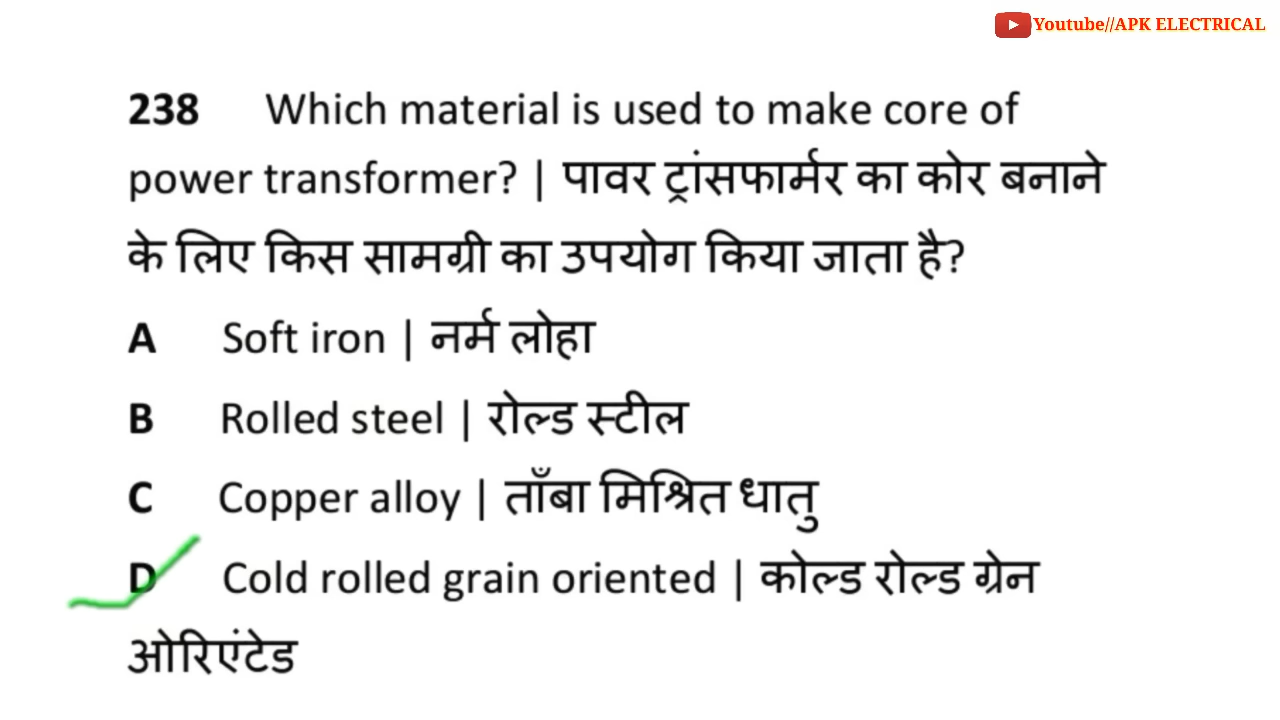 Youtube//APK ELECTRICAL
238 Which material is used to make core of
power transformer? | पावर ट्रांसफार्मर का कोर बनाने
के लिए किस सामग्री का उपयोग किया जाता है?
A Soft iron | नर्म लोहा
B Rolled steel | रोल्ड स्टील
C Copper alloy | ताँबा मिश्रित धातु
D Cold rolled grain oriented | कोल्ड रोल्ड ग्रेन
ओरिएंटेड